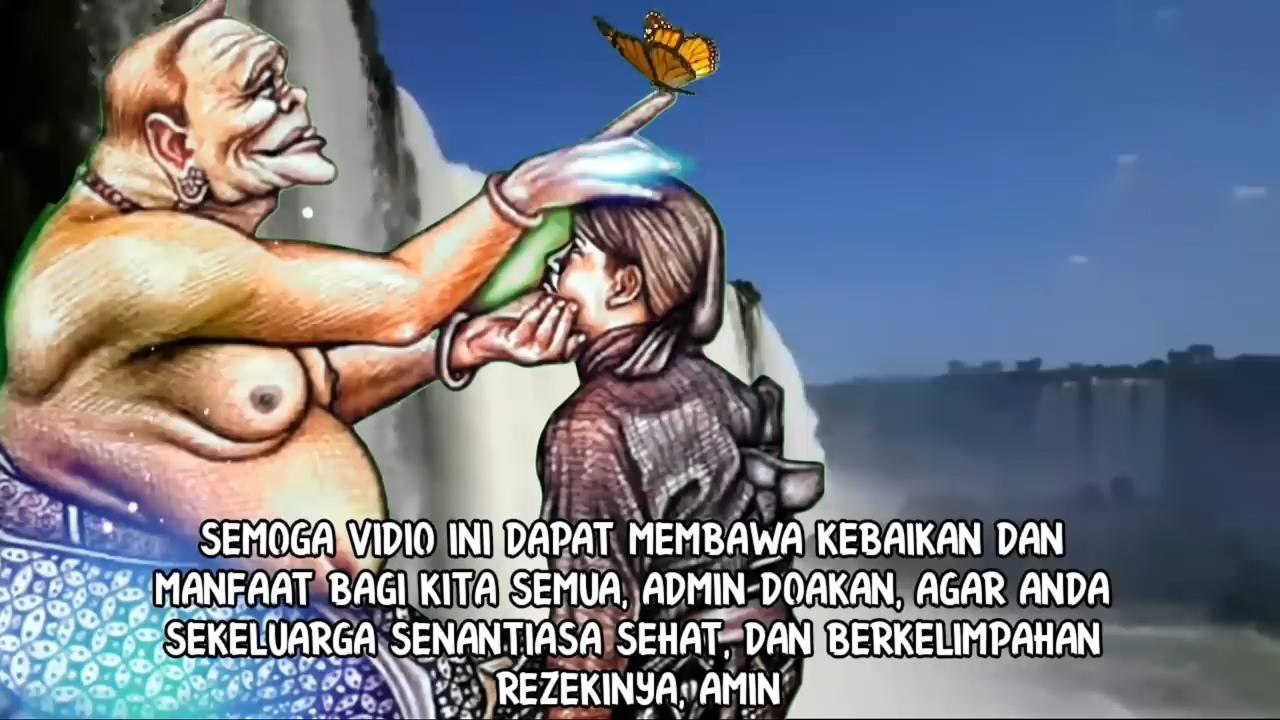 SEMOGA VIDIO INI DAPAT MEMBAWA KEBAIKAN DAN
MANFAAT BAGI KITA SEMUA, ADMIN DOAKAN, AGAR ANDA
SEKELUARGA SENANTIASA SEHAT, DAN BERKELIMPAHAN
REZEKINYA, AMIN